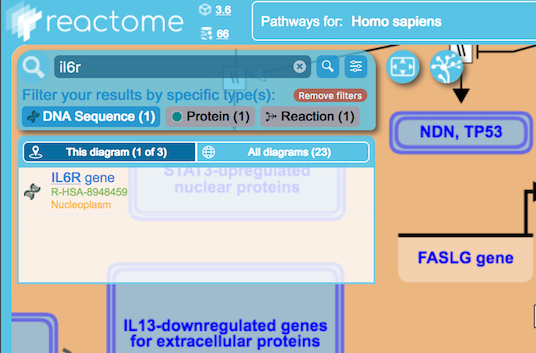 reactome
3.6
66
Pathways for: Homo sapiens
il6r
Filter your results by specific type(s): Remove filters
DNA Sequence (1) Protein (1) Reaction (1)
This diagram (1 of 3) All diagrams (23)
IL6R gene
R-HSA-8948459
Nucleoplasm
STAT3-upregulated
nuclear proteins
NDN, TP53
FASLG gene
IL13-downregulated genes
for extracellular proteins